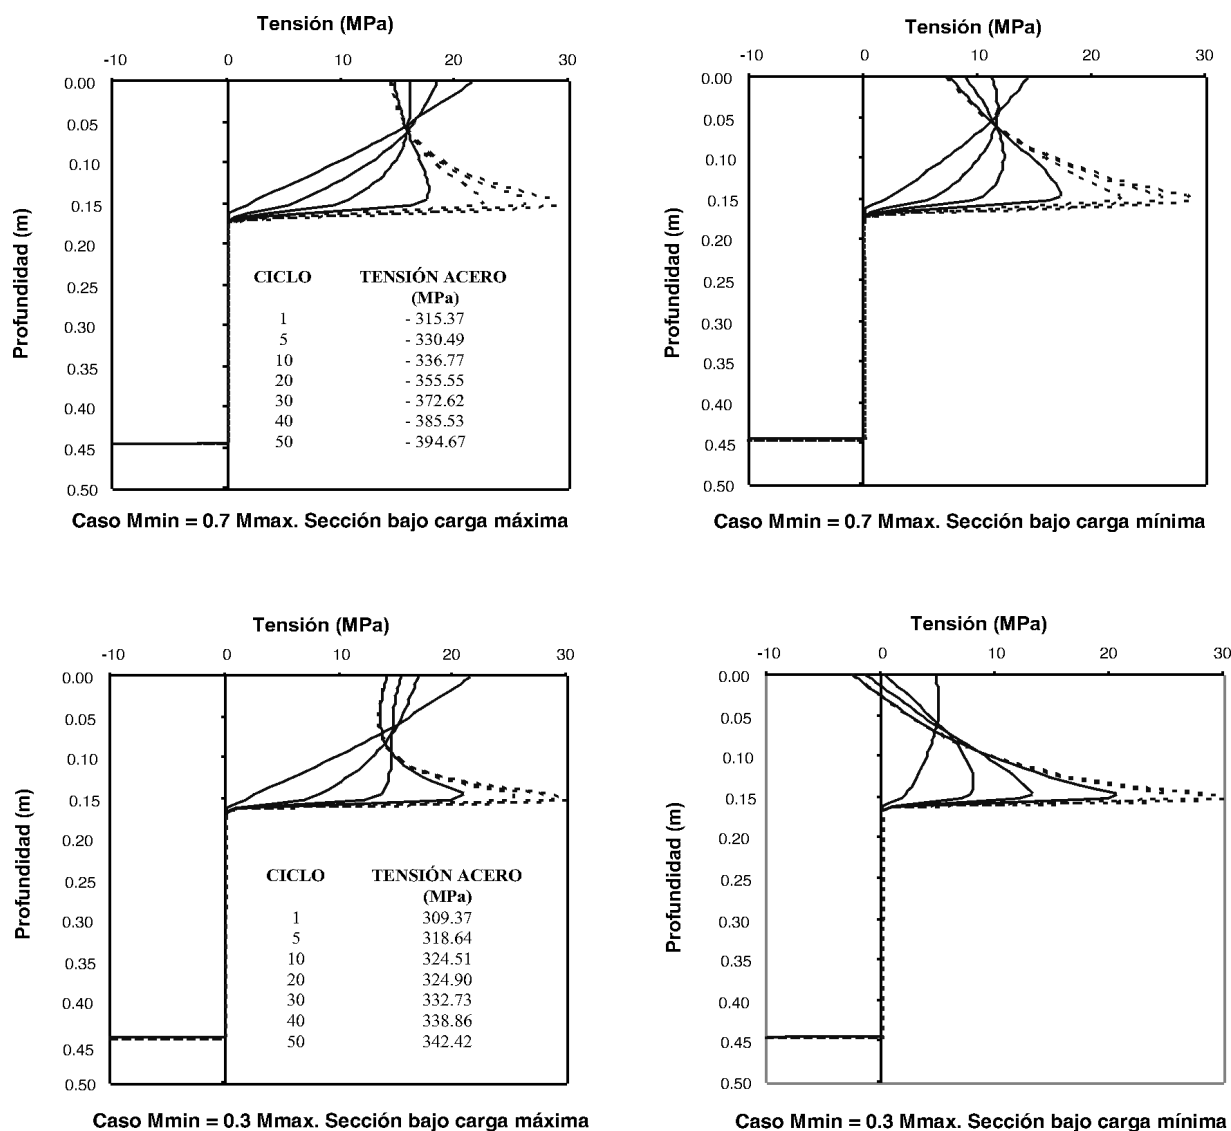 Tensión (MPa)
-10 0 10 20 30
0.00
0.05
0.10
0.15
0.20
0.25
0.30
0.35
0.40
0.45
0.50
Profundidad (m)
CICLO TENSIÓN ACERO
(MPa)
1 - 315.37
5 - 330.49
10 - 336.77
20 - 355.55
30 - 372.62
40 - 385.53
50 - 394.67
Caso Mmin = 0.7 Mmax. Sección bajo carga máxima
Tensión (MPa)
-10 0 10 20 30
0.00
0.05
0.10
0.15
0.20
0.25
0.30
0.35
0.40
0.45
0.50
Profundidad (m)
Caso Mmin = 0.7 Mmax. Sección bajo carga mínima
Tensión (MPa)
-10 0 10 20 30
0.00
0.05
0.10
0.15
0.20
0.25
0.30
0.35
0.40
0.45
0.50
Profundidad (m)
CICLO TENSIÓN ACERO
(MPa)
1 309.37
5 318.64
10 324.51
20 324.90
30 332.73
40 338.86
50 342.42
Caso Mmin = 0.3 Mmax. Sección bajo carga máxima
Tensión (MPa)
-10 0 10 20 30
0.00
0.05
0.10
0.15
0.20
0.25
0.30
0.35
0.40
0.45
0.50
Profundidad (m)
Caso Mmin = 0.3 Mmax. Sección bajo carga mínima